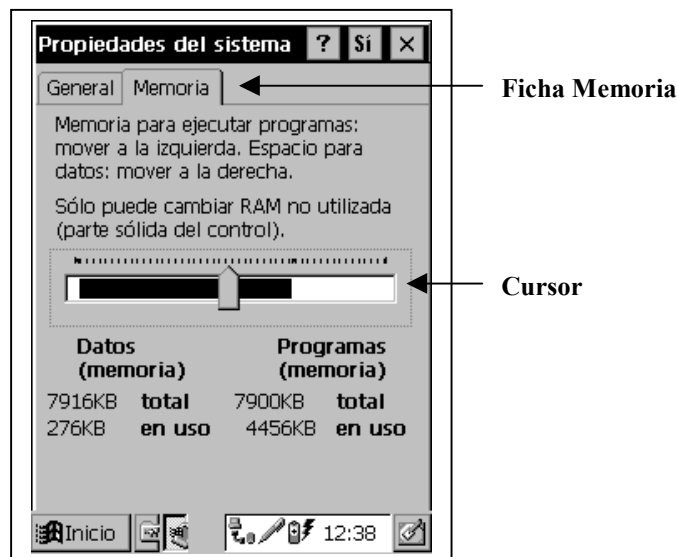 Propiedades del sistema ? Sí ×
General Memoria
Ficha Memoria
Memoria para ejecutar programas:
mover a la izquierda. Espacio para
datos: mover a la derecha.
Sólo puede cambiar RAM no utilizada
(parte sólida del control).
Cursor
Datos Programas
(memoria) (memoria)
7916KB total 7900KB total
276KB en uso 4456KB en uso
Inicio 12:38